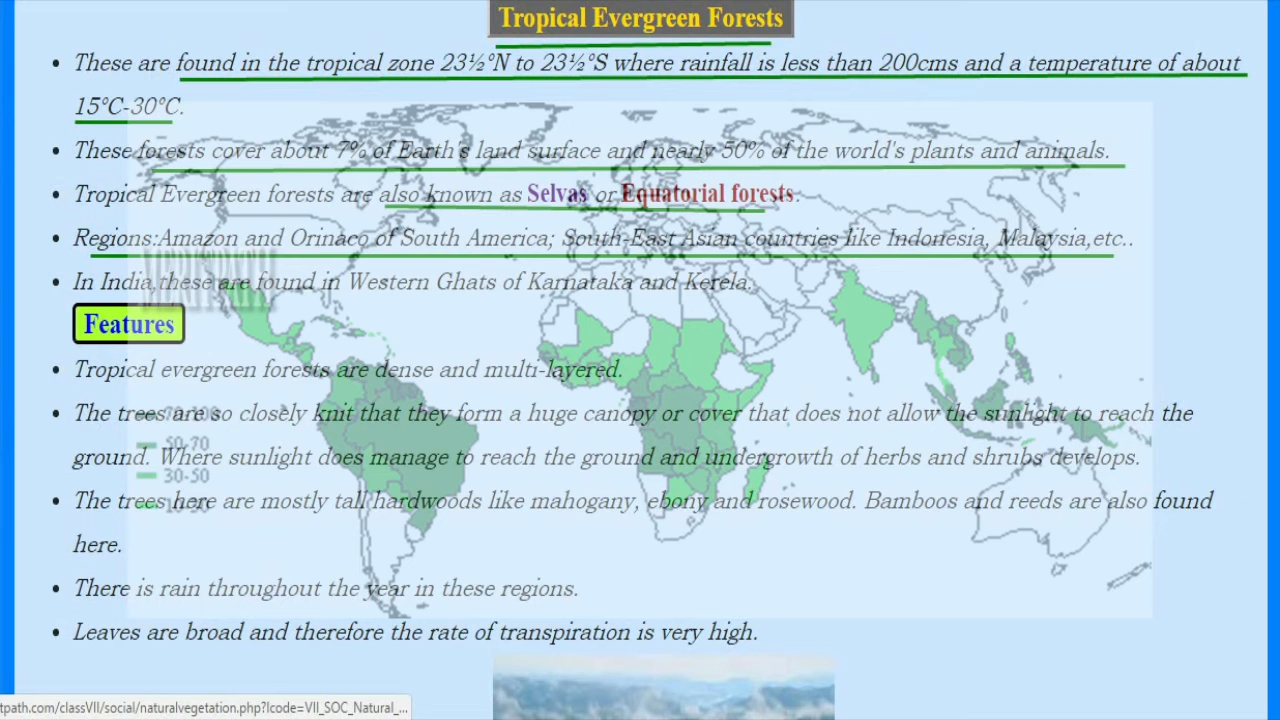 Tropical Evergreen Forests
• These are found in the tropical zone 23½°N to 23½°S where rainfall is less than 200cms and a temperature of about
15°C-30°C.
• These forests cover about 7% of Earth's land surface and nearly 50% of the world's plants and animals.
• Tropical Evergreen forests are also known as Selvas or Equatorial forests.
• Regions:Amazon and Orinaco of South America; South-East Asian countries like Indonesia, Malaysia,etc..
• In India,these are found in Western Ghats of Karnataka and Kerela.
Features
• Tropical evergreen forests are dense and multi-layered.
• The trees are so closely knit that they form a huge canopy or cover that does not allow the sunlight to reach the
50-70
ground. Where sunlight does manage to reach the ground and undergrowth of herbs and shrubs develops.
30-50
• The trees here are mostly tall hardwoods like mahogany, ebony and rosewood. Bamboos and reeds are also found
here.
• There is rain throughout the year in these regions.
• Leaves are broad and therefore the rate of transpiration is very high.
tpath.com/classVII/social/naturalvegetation.php?lcode=VII_SOC_Natural_...